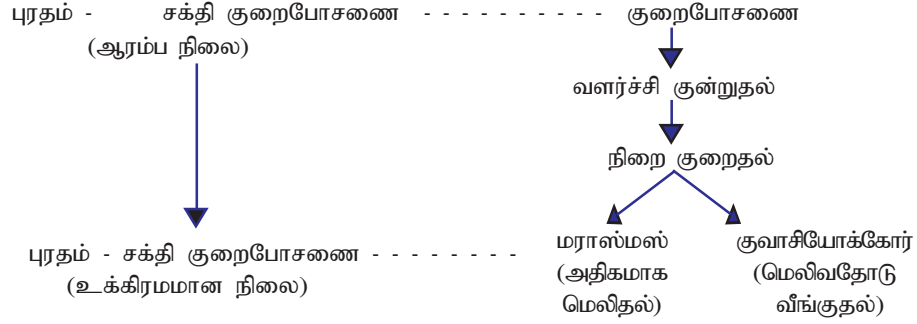 புரதம் - சக்தி குறைபோசணை - - - - - - - - - - குறைபோசணை
(ஆரம்ப நிலை)
வளர்ச்சி குன்றுதல்
நிறை குறைதல்
புரதம் - சக்தி குறைபோசணை - - - - - - - -
(உக்கிரமமான நிலை)
மராஸ்மஸ்
(அதிகமாக
மெலிதல்)
குவாசியோக்கோர்
(மெலிவதோடு
வீங்குதல்)